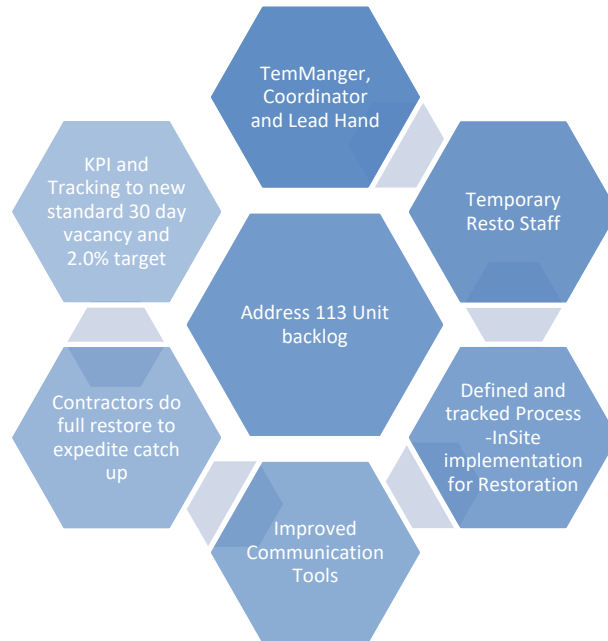 TemManger,
Coordinator
and Lead Hand
Temporary
Resto Staff
Defined and
tracked Process
-InSite
implementation
for Restoration
Improved
Communication
Tools
Contractors do
full restore to
expedite catch
up
KPI and
Tracking to new
standard 30 day
vacancy and
2.0% target
Address 113 Unit
backlog